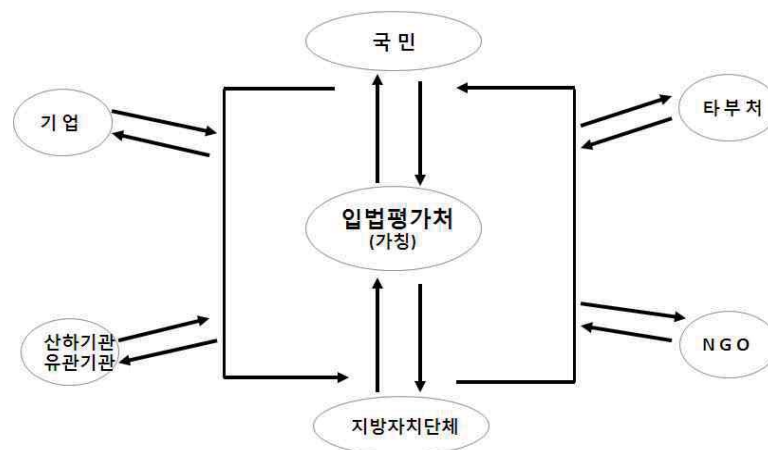 국 민
기 업
타 부 처
입법평가처
(가칭)
산하기관
유관기관
N G O
지방자치단체